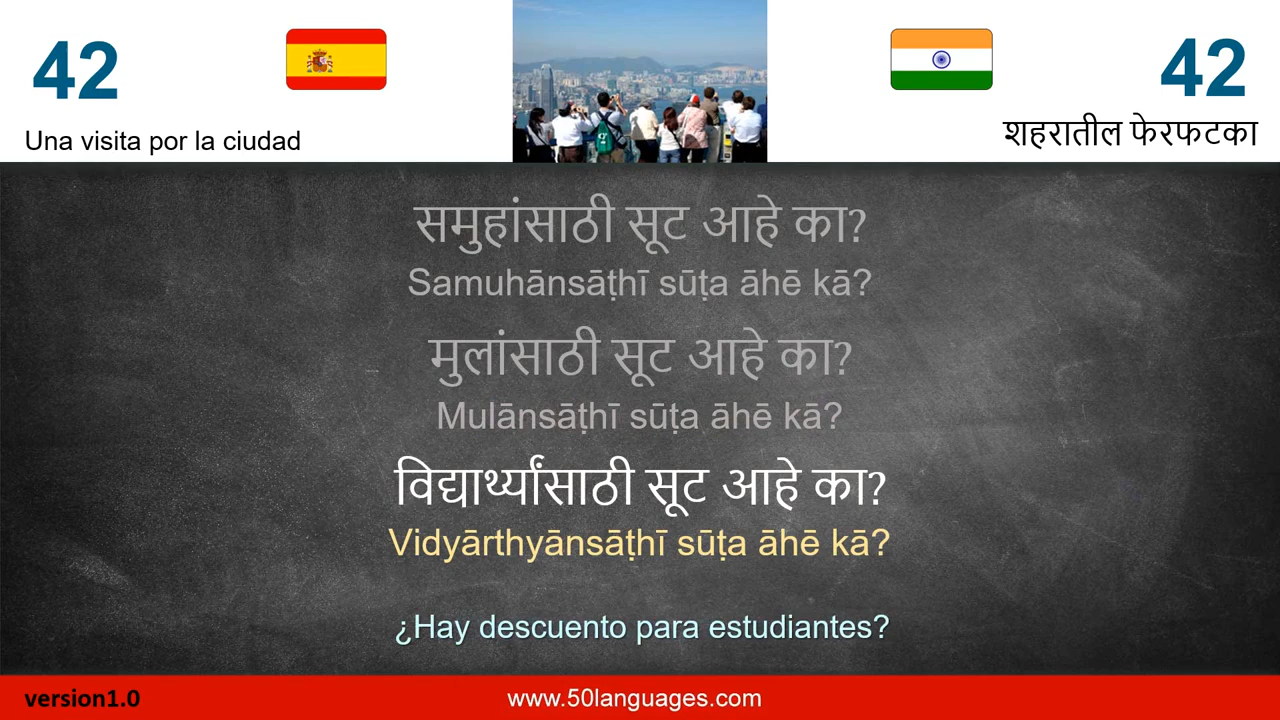 42
42
Una visita por la ciudad
शहरातील फेरफटका
समुहांसाठी सूट आहे का?
Samuhānsāṭhī sūṭa āhē kā?
मुलांसाठी सूट आहे का?
Mulānsāṭhī sūṭa āhē kā?
विद्यार्थ्यांसाठी सूट आहे का?
Vidyārthyānsāṭhī sūṭa āhē kā?
¿Hay descuento para estudiantes?
version1.0
www.50languages.com